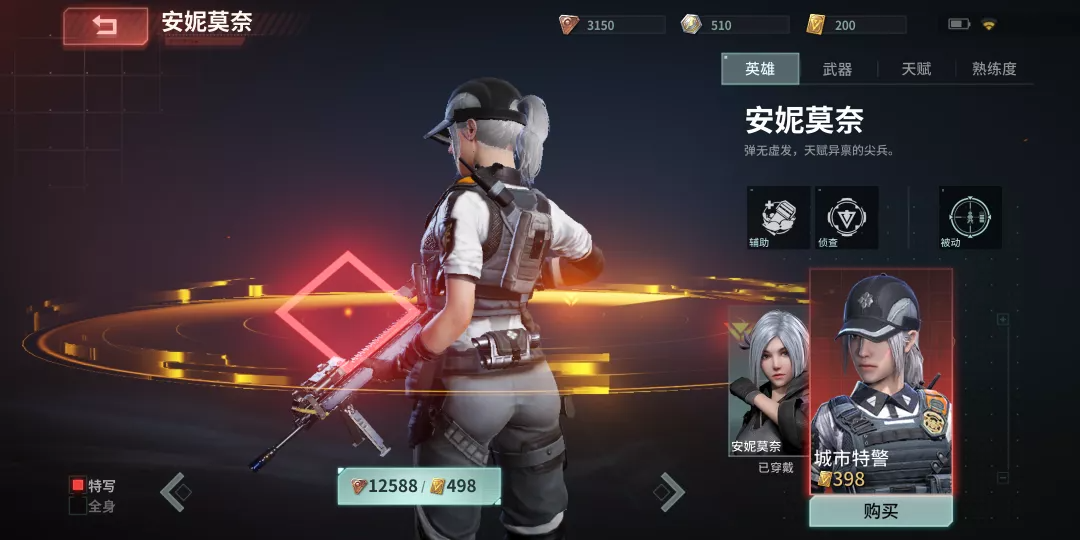 安妮莫奈
3150
510
200
英雄
武器
天赋
熟练度
安妮莫奈
弹无虚发，天赋异禀的尖兵。
辅助
侦查
被动
安妮莫奈
已穿戴
城市特警
398
购买
特写
全身
12588 / 498